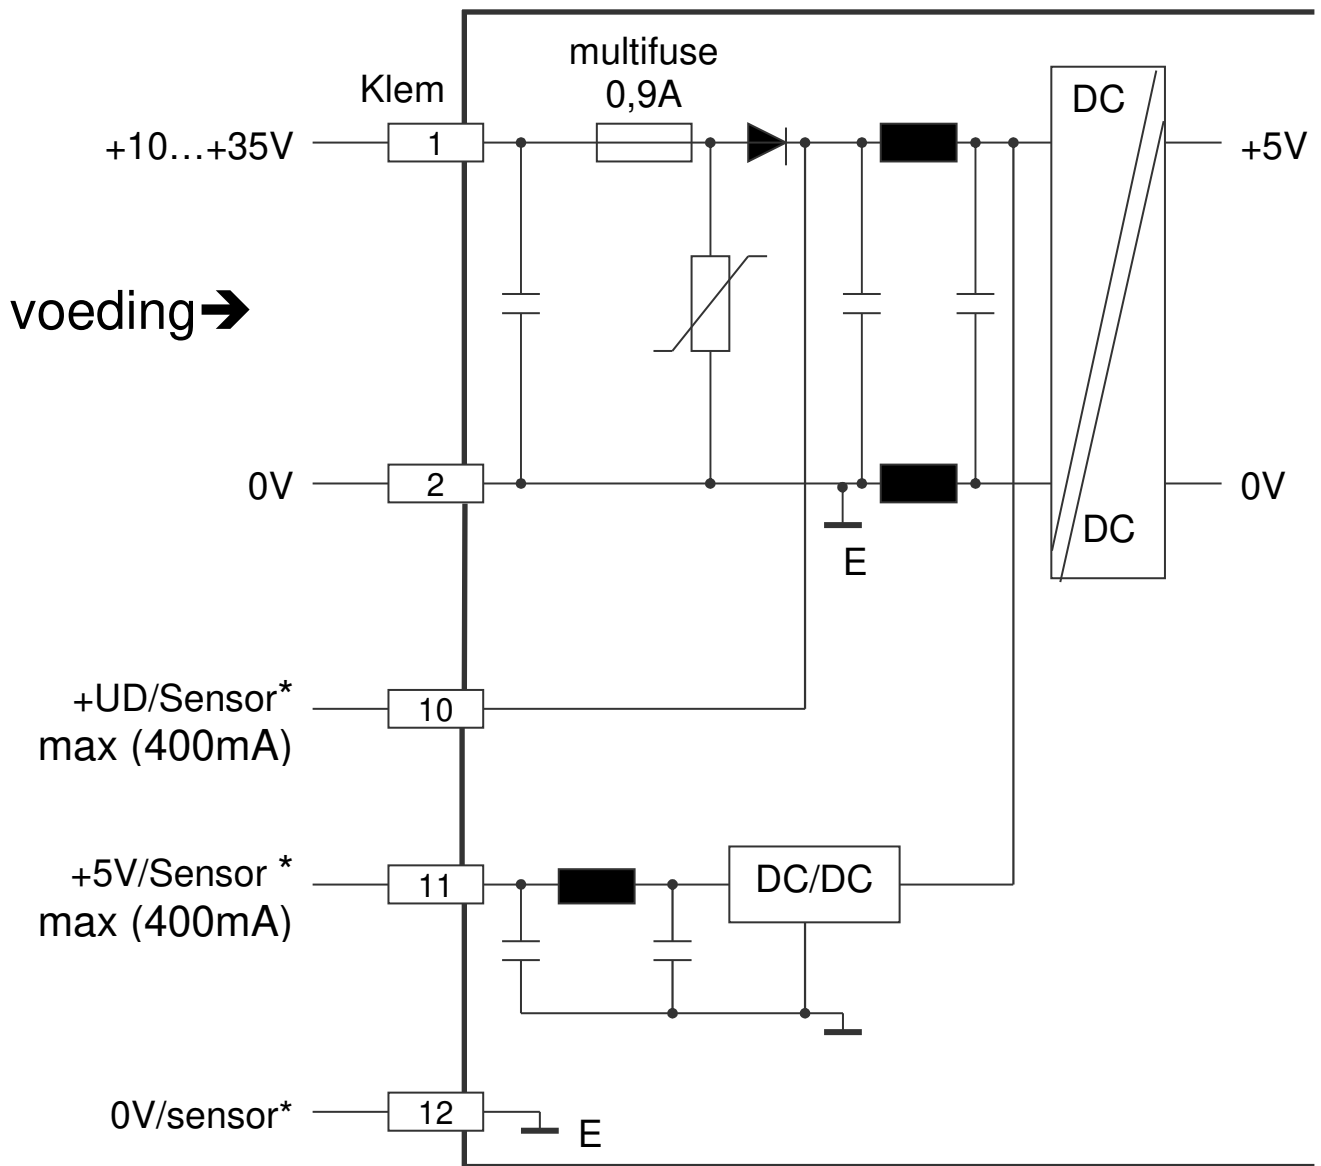 multifuse
0,9A
Klem
DC
+10...+35V
1
+5V
voeding➔
0V
2
0V
DC
E
+UD/Sensor*
10
max (400mA)
+5V/Sensor *
11
DC/DC
max (400mA)
0V/sensor*
12
E